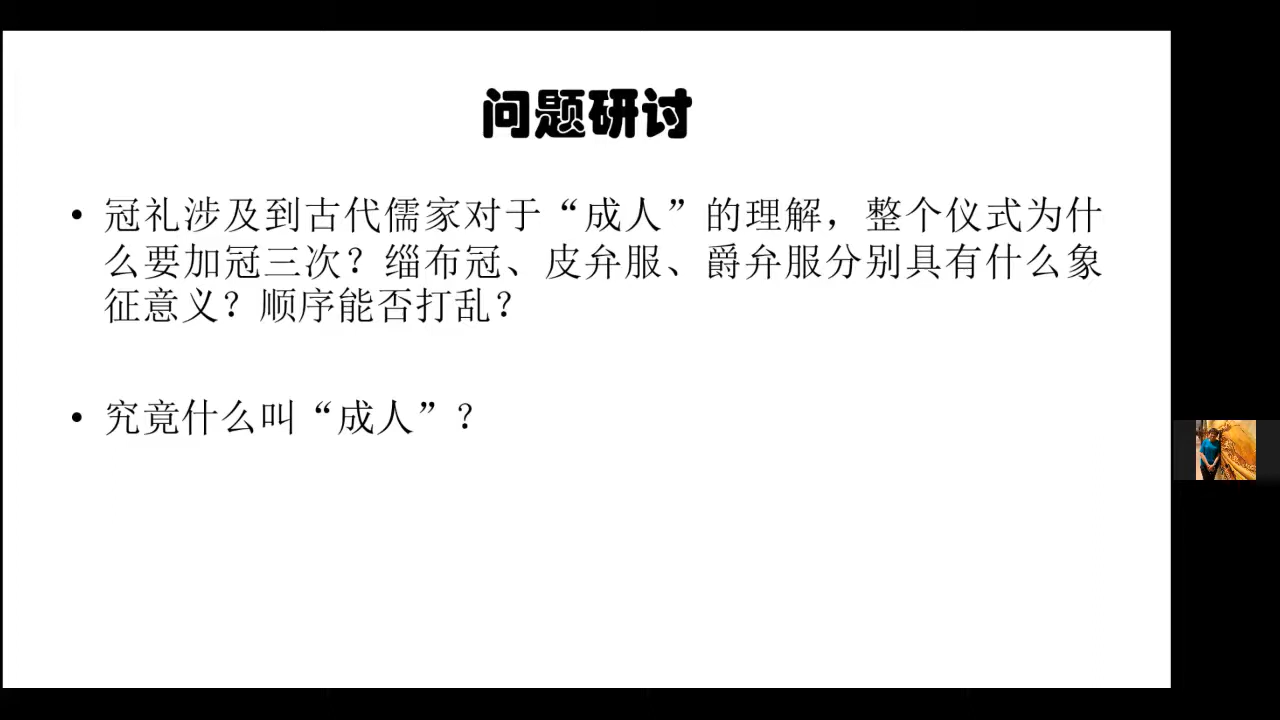 问题研讨
• 冠礼涉及到古代儒家对于“成人”的理解，整个仪式为什
么要加冠三次？缁布冠、皮弁服、爵弁服分别具有什么象
征意义？顺序能否打乱？
• 究竟什么叫“成人”？